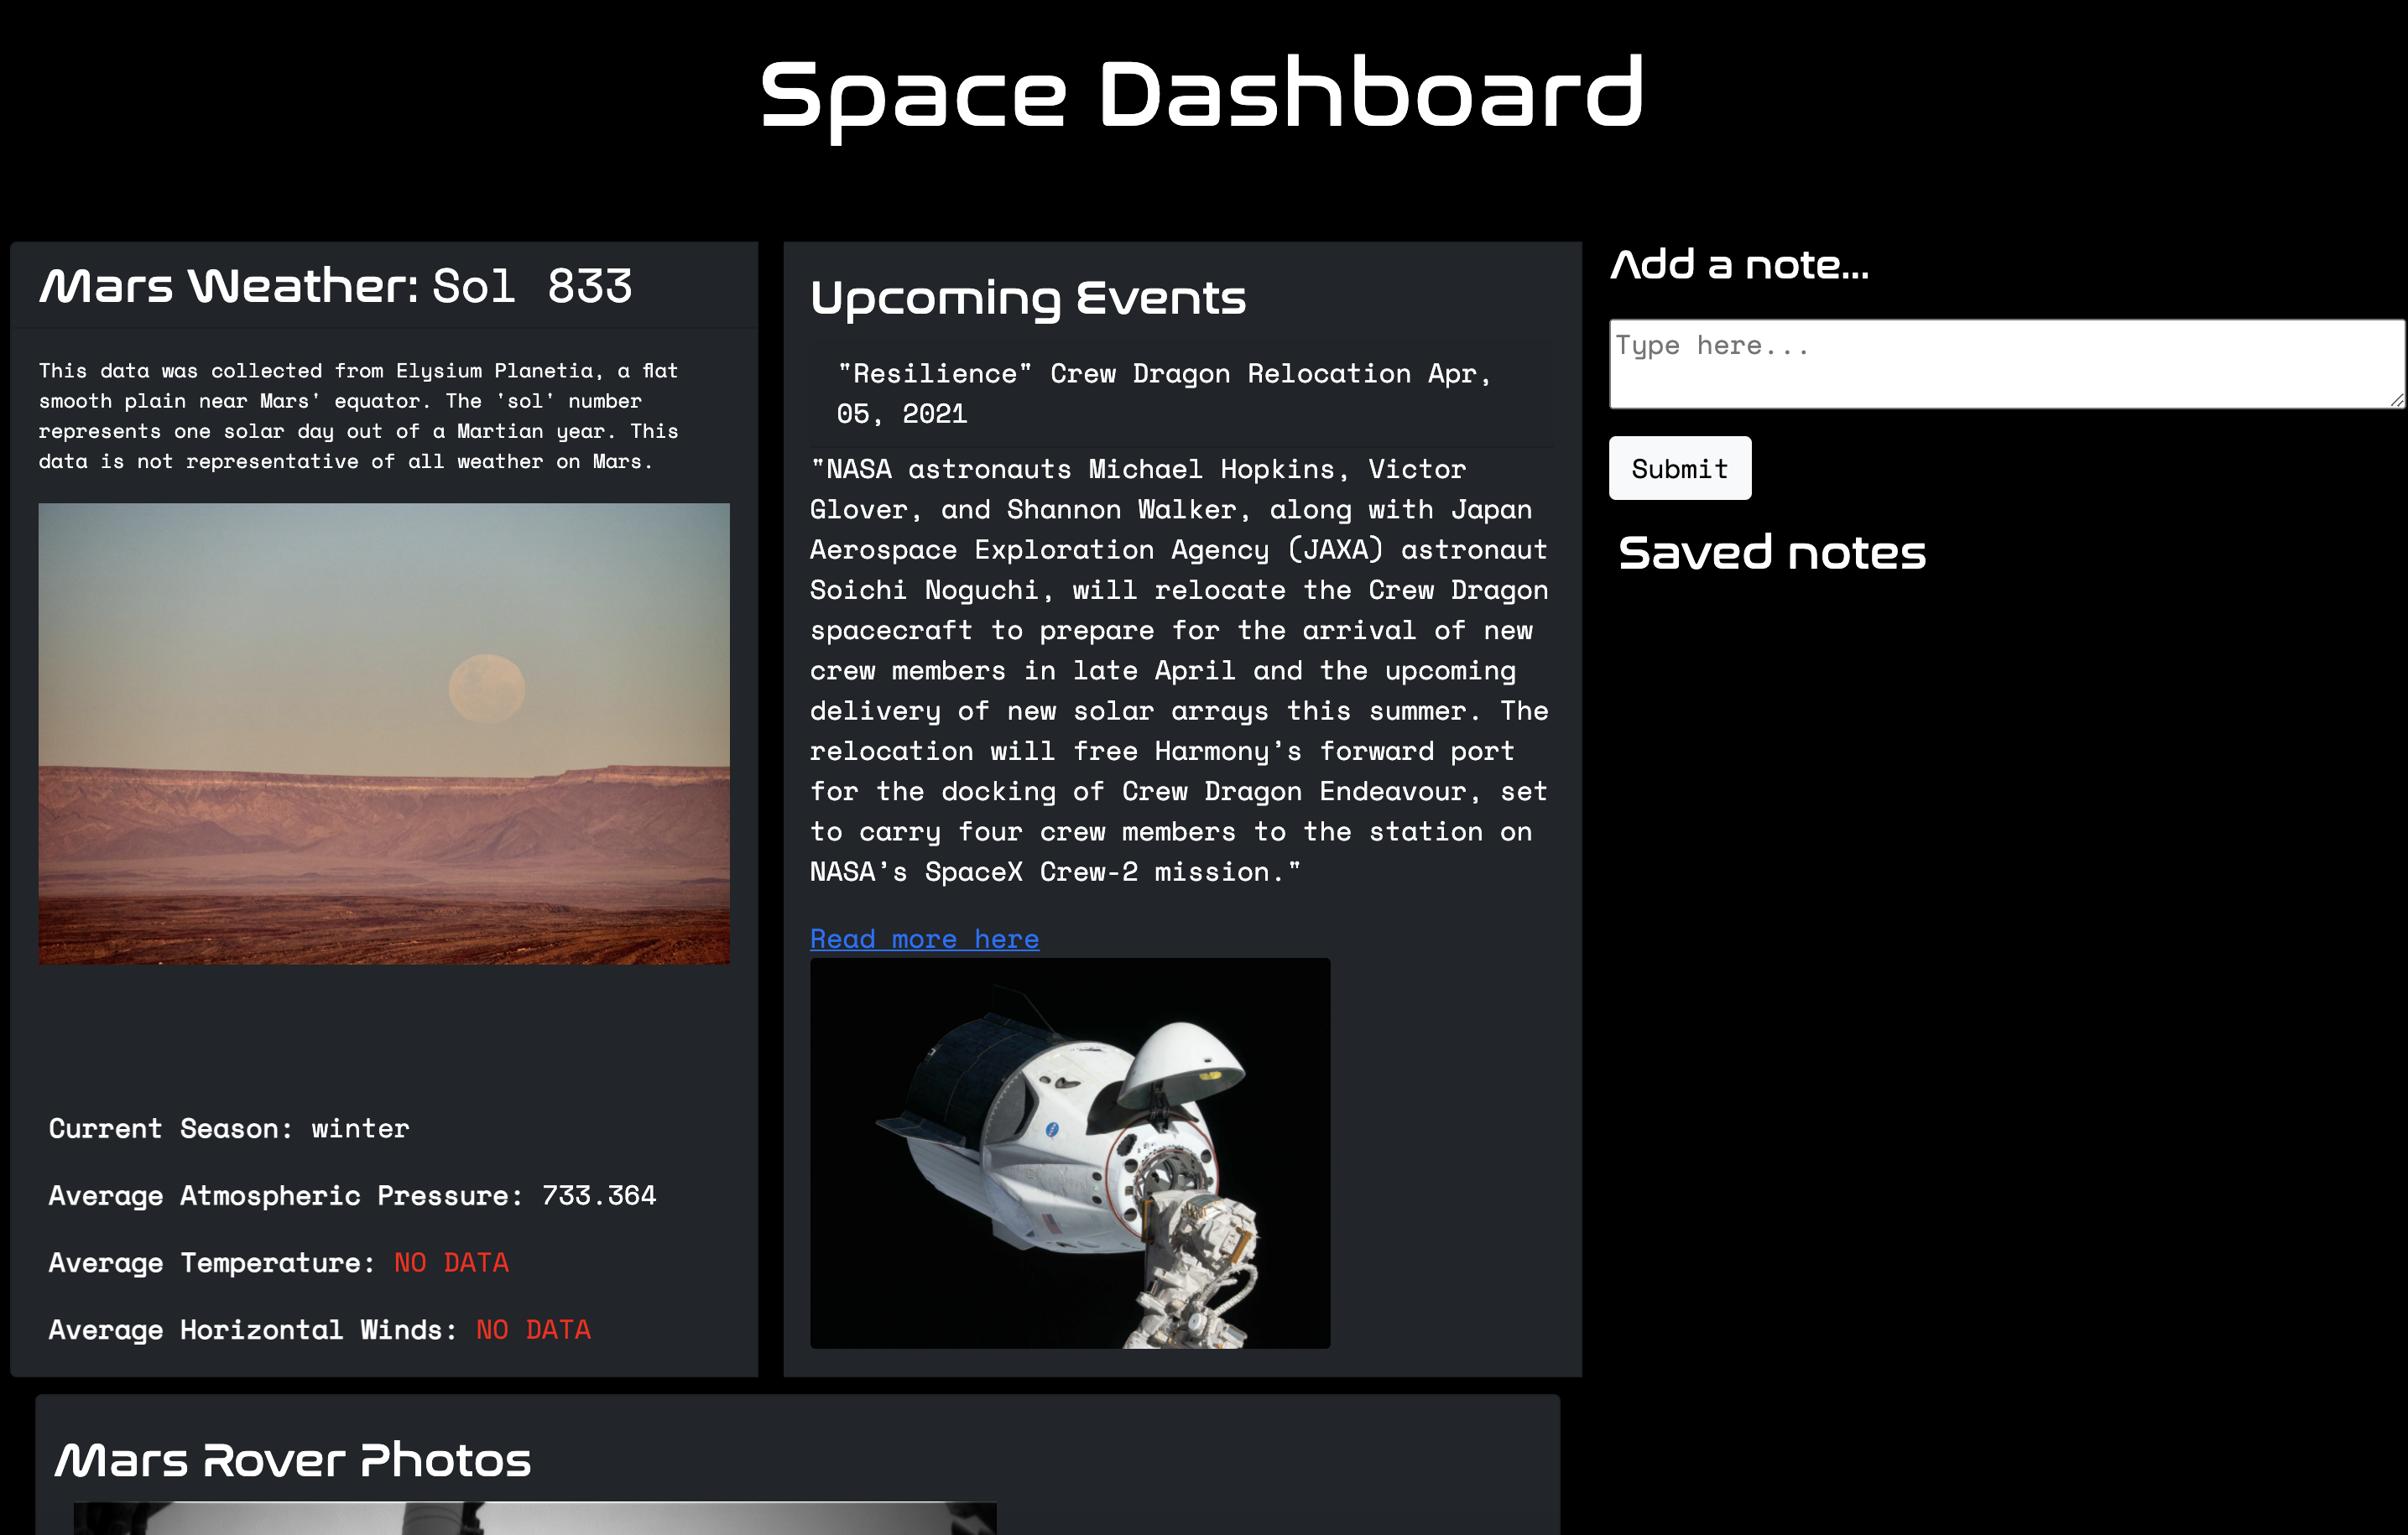 Space Dashboard
Mars Weather: Sol 833
This data was collected from Elysium Planetia, a flat
smooth plain near Mars' equator. The 'sol' number
represents one solar day out of a Martian year. This
data is not representative of all weather on Mars.
Current Season: winter
Average Atmospheric Pressure: 733.364
Average Temperature: NO DATA
Average Horizontal Winds: NO DATA
Upcoming Events
"Resilience" Crew Dragon Relocation Apr,
05, 2021
"NASA astronauts Michael Hopkins, Victor
Glover, and Shannon Walker, along with Japan
Aerospace Exploration Agency (JAXA) astronaut
Soichi Noguchi, will relocate the Crew Dragon
spacecraft to prepare for the arrival of new
crew members in late April and the upcoming
delivery of new solar arrays this summer. The
relocation will free Harmony’s forward port
for the docking of Crew Dragon Endeavour, set
to carry four crew members to the station on
NASA’s SpaceX Crew-2 mission."
Read more here
Add a note...
Type here...
Submit
Saved notes
Mars Rover Photos